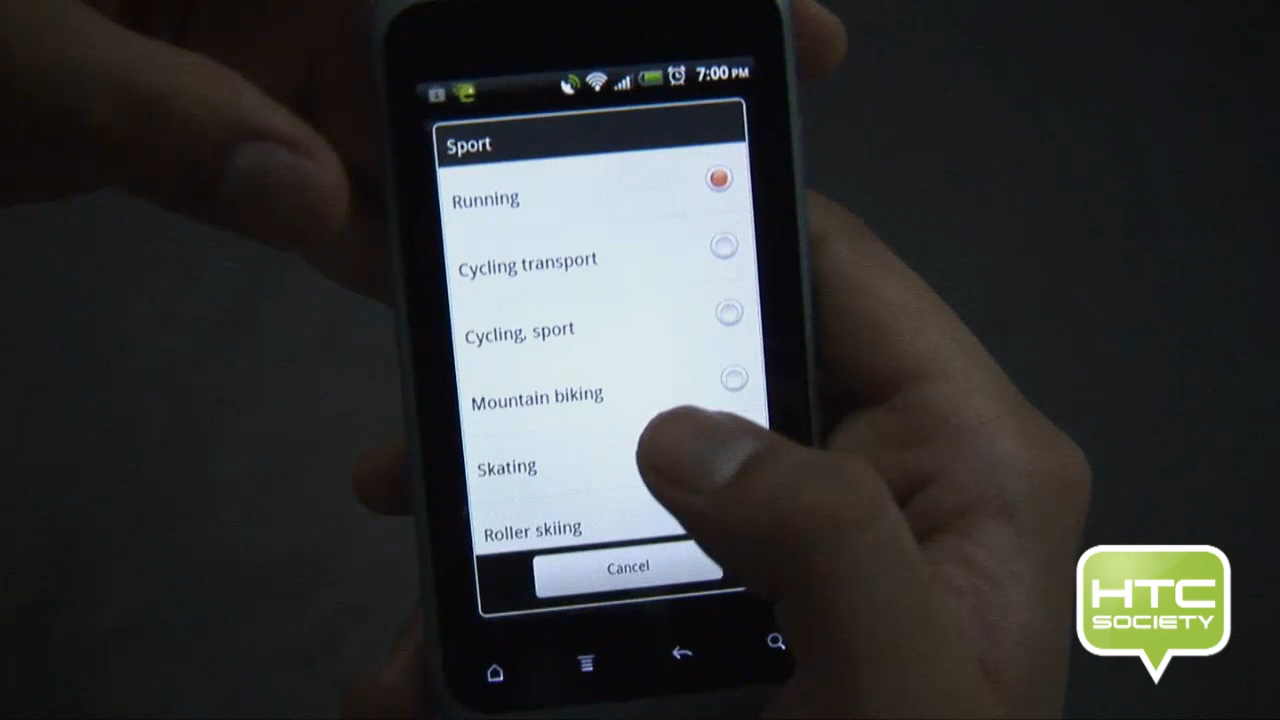 7:00 PM
Sport
Running
Cycling transport
Cycling, sport
Mountain biking
Skating
Roller skiing
Cancel
HTC
SOCIETY